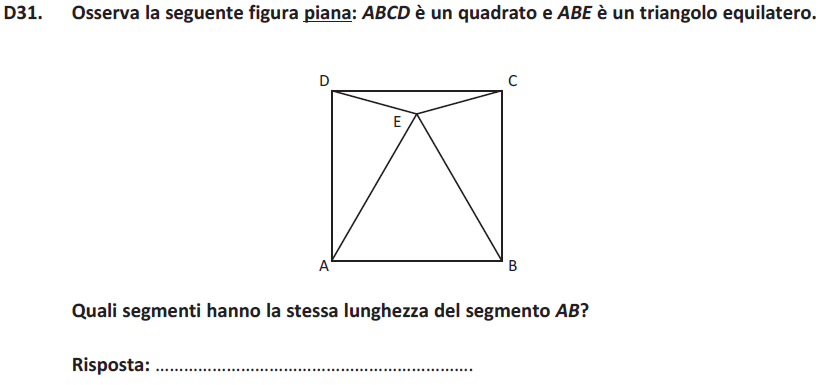 D31. Osserva la seguente figura piana: ABCD è un quadrato e ABE è un triangolo equilatero.
D C
E
A B
Quali segmenti hanno la stessa lunghezza del segmento AB?
Risposta: ……………………………………………………………